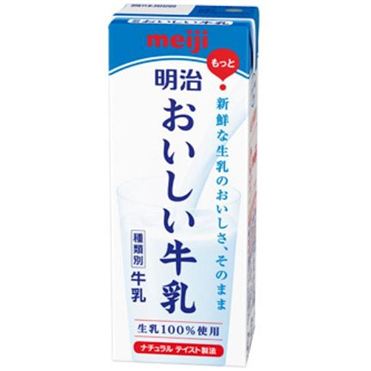 meiji
もっと
明治
おいしい牛乳
新鮮な生乳のおいしさ、そのまま
種類別 牛乳
生乳100%使用
ナチュラル テイスト製法